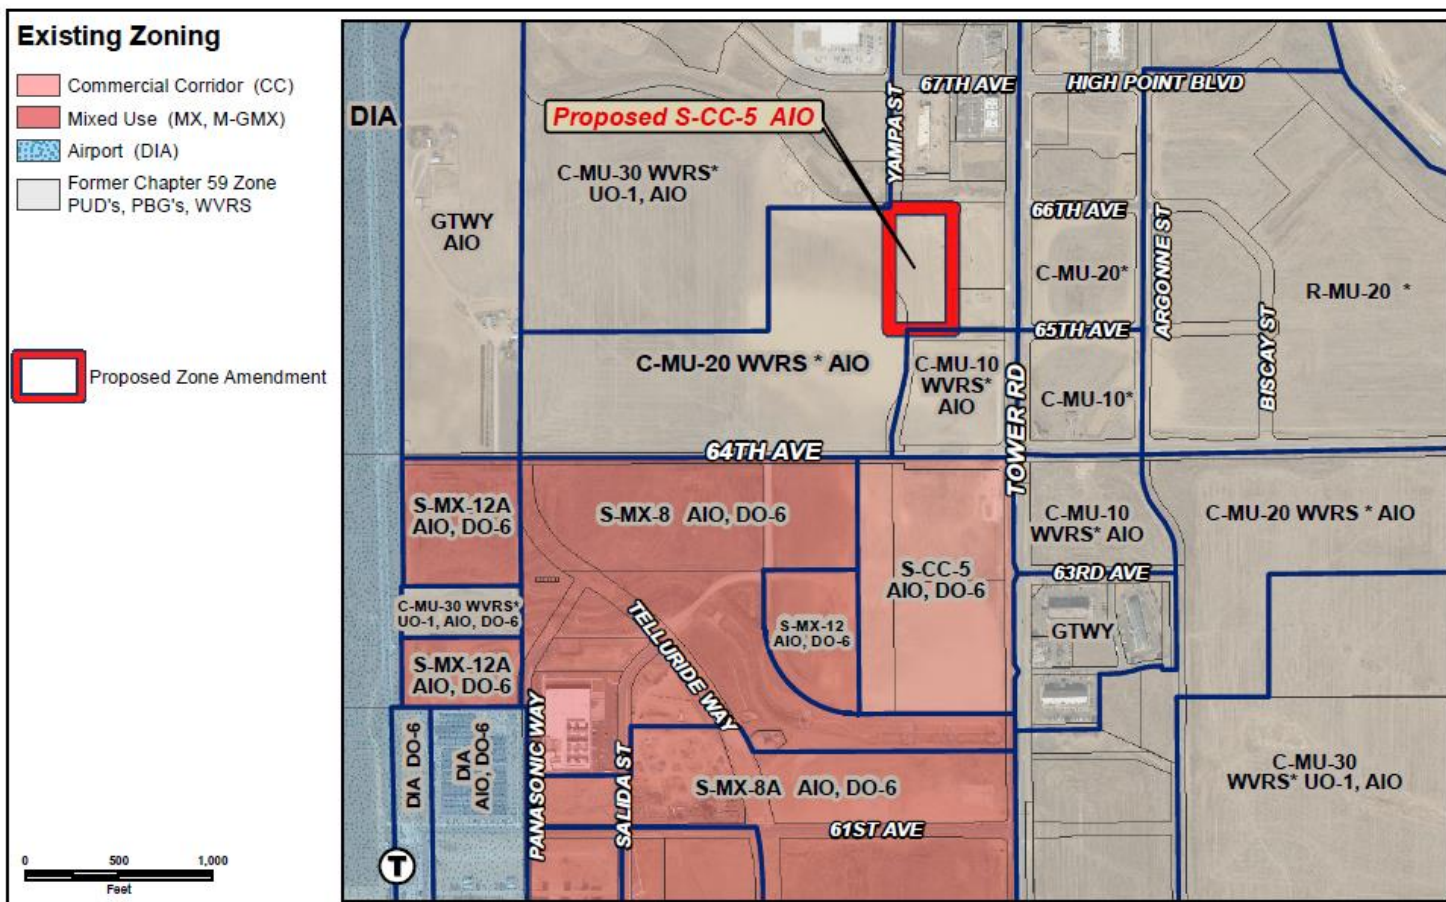 Existing Zoning
Commercial Corridor (CC)
Mixed Use (MX, M-GMX)
Airport (DIA)
Former Chapter 59 Zone
PUD's, PBG's, WVRS
Proposed Zone Amendment
0 500 1,000
Feet
DIA
GTWY
AIO
C-MU-30 WVRS*
UO-1, AIO
Proposed S-CC-5 AIO
YAMPA ST
67TH AVE
HIGH POINT BLVD
66TH AVE
C-MU-20*
ARGONNE ST
R-MU-20 *
65TH AVE
BISCAY ST
C-MU-20 WVRS * AIO
C-MU-10
WVRS*
AIO
TOWER RD
C-MU-10*
64TH AVE
S-MX-12A
AIO, DO-6
S-MX-8 AIO, DO-6
S-CC-5
AIO, DO-6
C-MU-10
WVRS* AIO
C-MU-20 WVRS * AIO
63RD AVE
C-MU-30 WVRS*
UO-1, AIO, DO-6
S-MX-12
AIO, DO-6
GTWY
S-MX-12A
AIO, DO-6
TELLURIDE WAY
PANASONIC WAY
SALIDA ST
DIA DO-6
DIA
AIO, DO-6
S-MX-8A AIO, DO-6
C-MU-30
WVRS* UO-1, AIO
61ST AVE
T